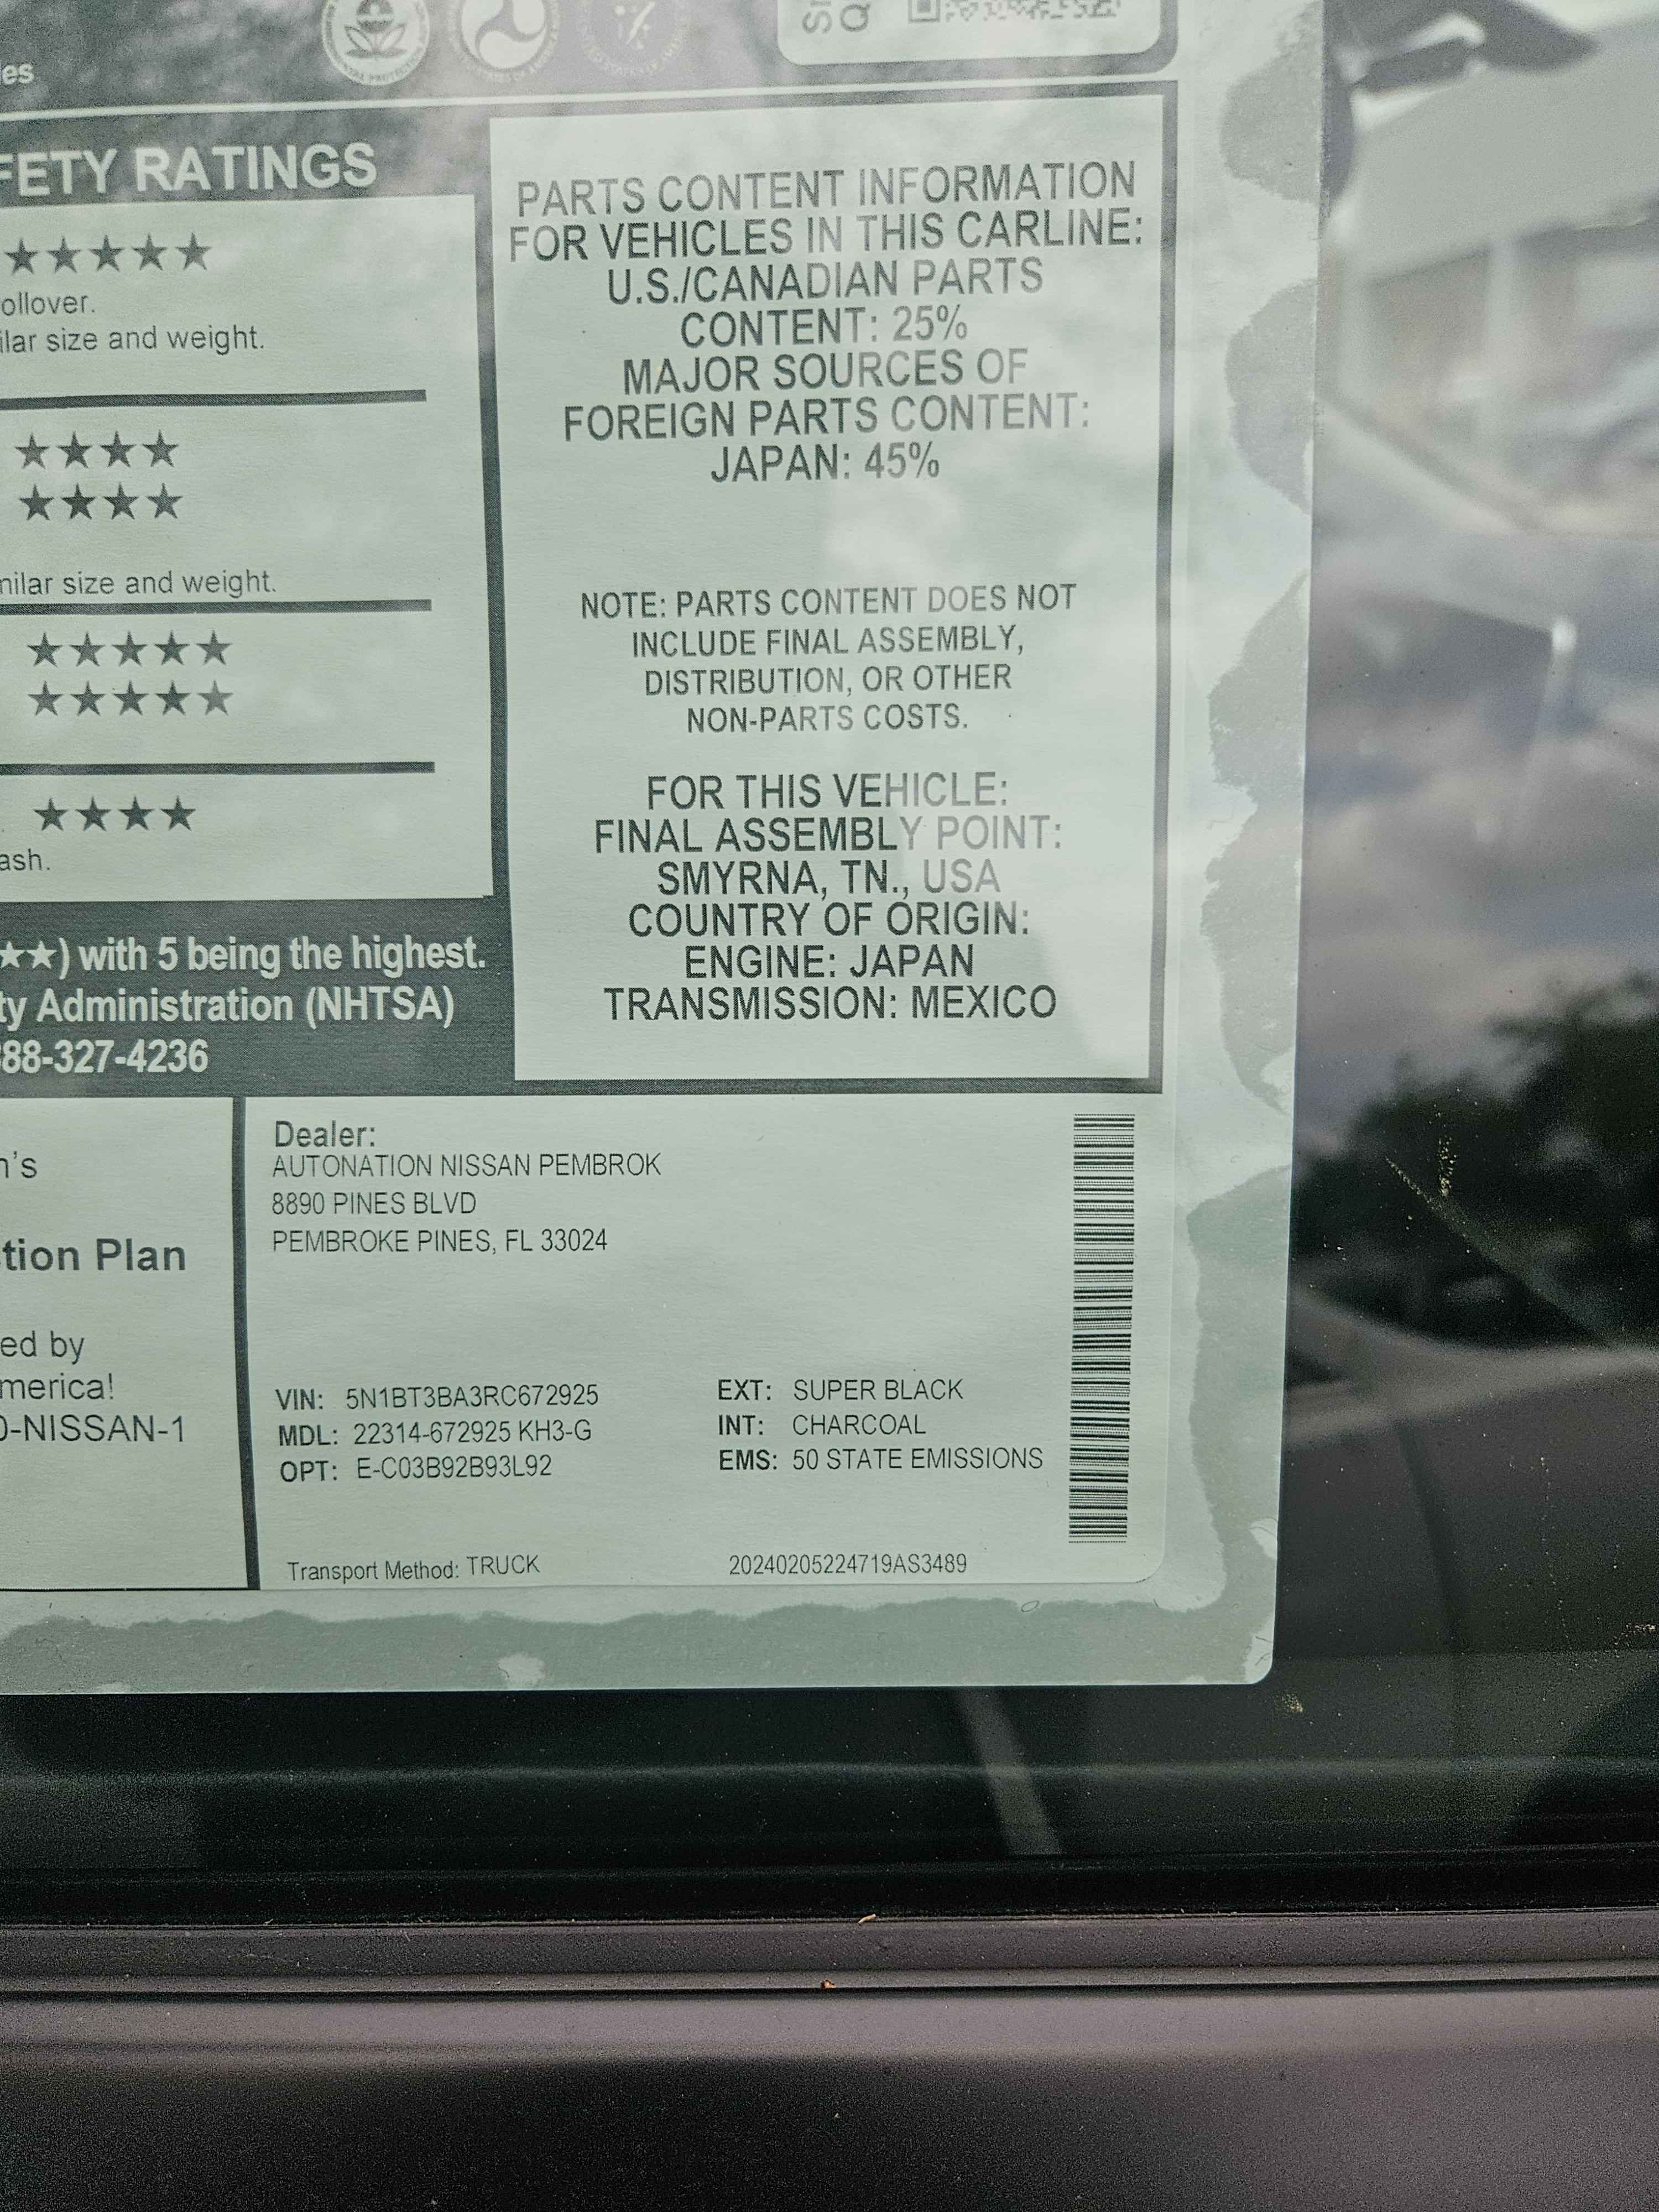 es
FETY RATINGS
★★★★★
ollover.
ilar size and weight.
★★★★
★★★★
milar size and weight.
★★★★★
★★★★★
★★★★
ash.
★★) with 5 being the highest.
ty Administration (NHTSA)
88-327-4236
PARTS CONTENT INFORMATION
FOR VEHICLES IN THIS CARLINE:
U.S./CANADIAN PARTS
CONTENT: 25%
MAJOR SOURCES OF
FOREIGN PARTS CONTENT:
JAPAN: 45%
NOTE: PARTS CONTENT DOES NOT
INCLUDE FINAL ASSEMBLY,
DISTRIBUTION, OR OTHER
NON-PARTS COSTS.
FOR THIS VEHICLE:
FINAL ASSEMBLY POINT:
SMYRNA, TN., USA
COUNTRY OF ORIGIN:
ENGINE: JAPAN
TRANSMISSION: MEXICO
n's
tion Plan
ed by
merica!
0-NISSAN-1
Dealer:
AUTONATION NISSAN PEMBROK
8890 PINES BLVD
PEMBROKE PINES, FL 33024
VIN: 5N1BT3BA3RC672925
MDL: 22314-672925 KH3-G
OPT: E-C03B92B93L92
EXT: SUPER BLACK
INT: CHARCOAL
EMS: 50 STATE EMISSIONS
Transport Method: TRUCK
20240205224719AS3489